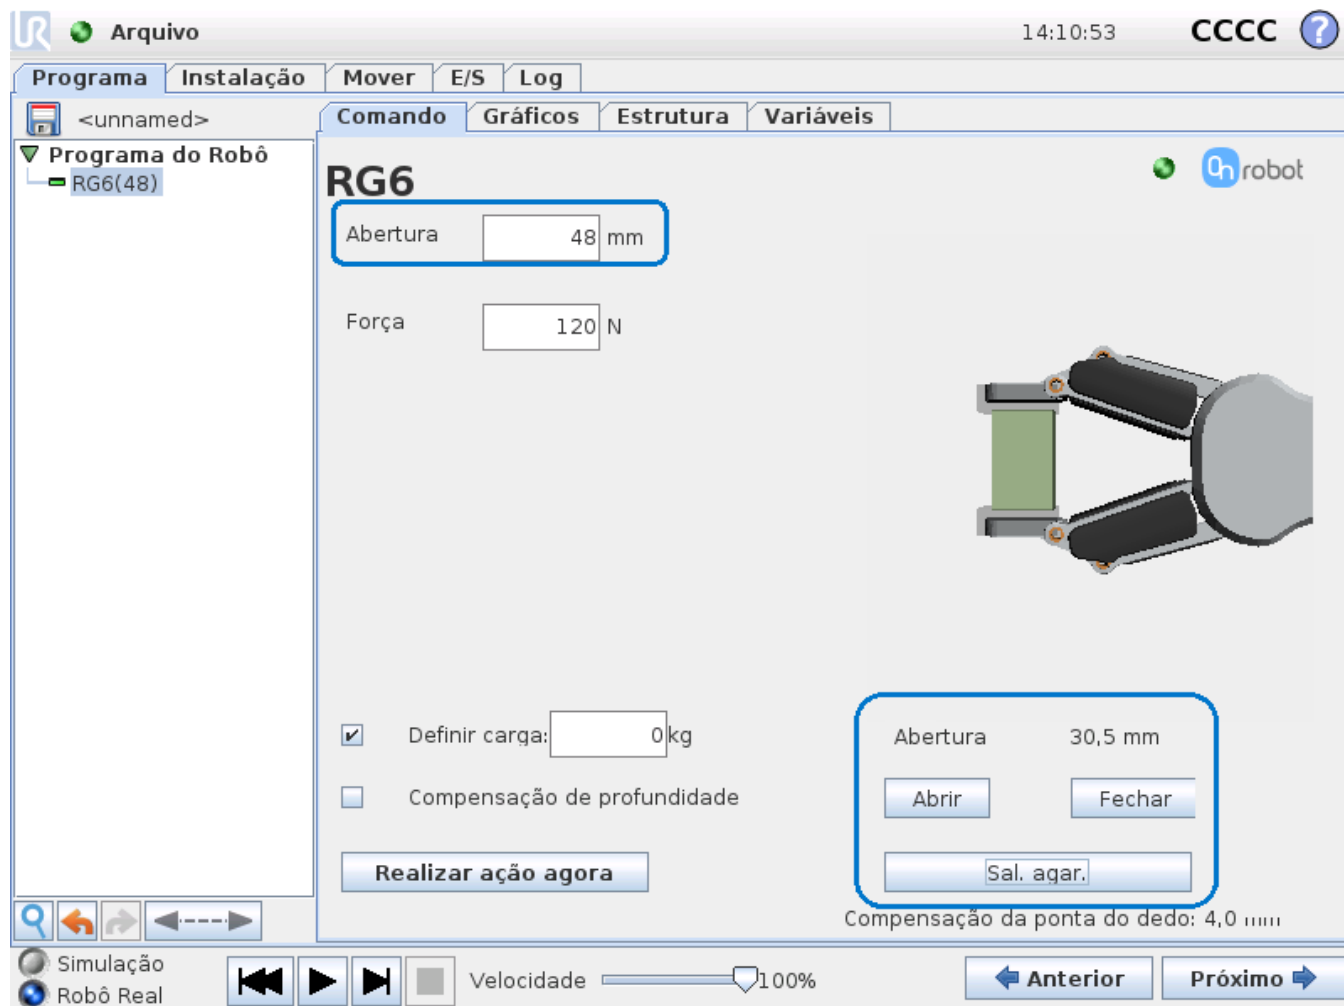 UR Arquivo 14:10:53 CCCC ?
Programa Instalação Mover E/S Log
<unnamed> Comando Gráficos Estrutura Variáveis
Programa do Robô
RG6(48)
RG6
On robot
Abertura 48 mm
Força 120 N
Definir carga: 0 kg
Compensação de profundidade
Realizar ação agora
Abertura 30,5 mm
Abrir Fechar
Sal. agar.
Compensação da ponta do dedo: 4,0 mm
Simulação
Robô Real
Velocidade 100%
Anterior Próximo